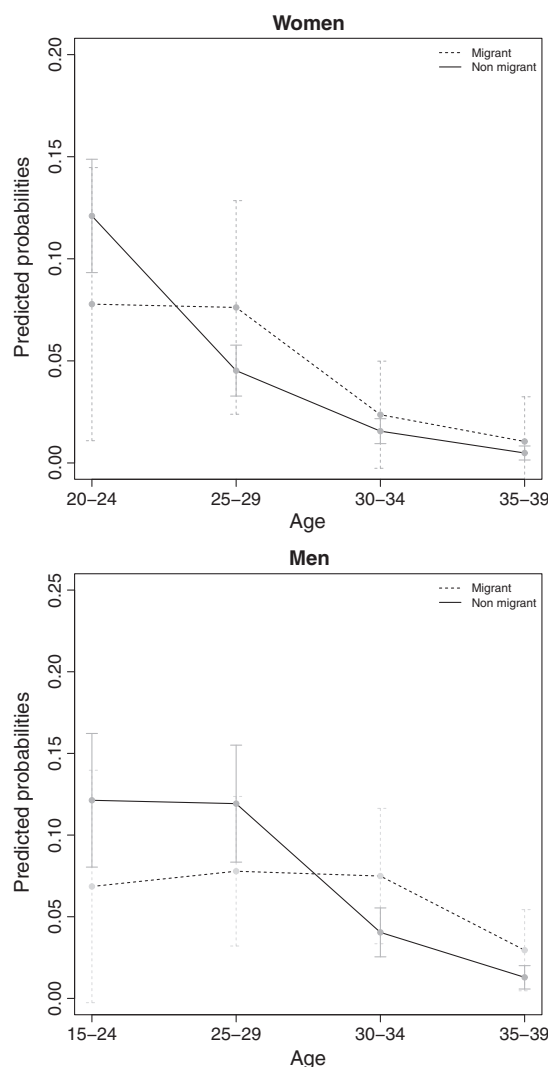 Women
Migrant
Non migrant
Predicted probabilities
0.20
0.15
0.10
0.05
0.00
20–24 25–29 30–34 35–39
Age
Men
Migrant
Non migrant
Predicted probabilities
0.25
0.20
0.15
0.10
0.05
0.00
15–24 25–29 30–34 35–39
Age